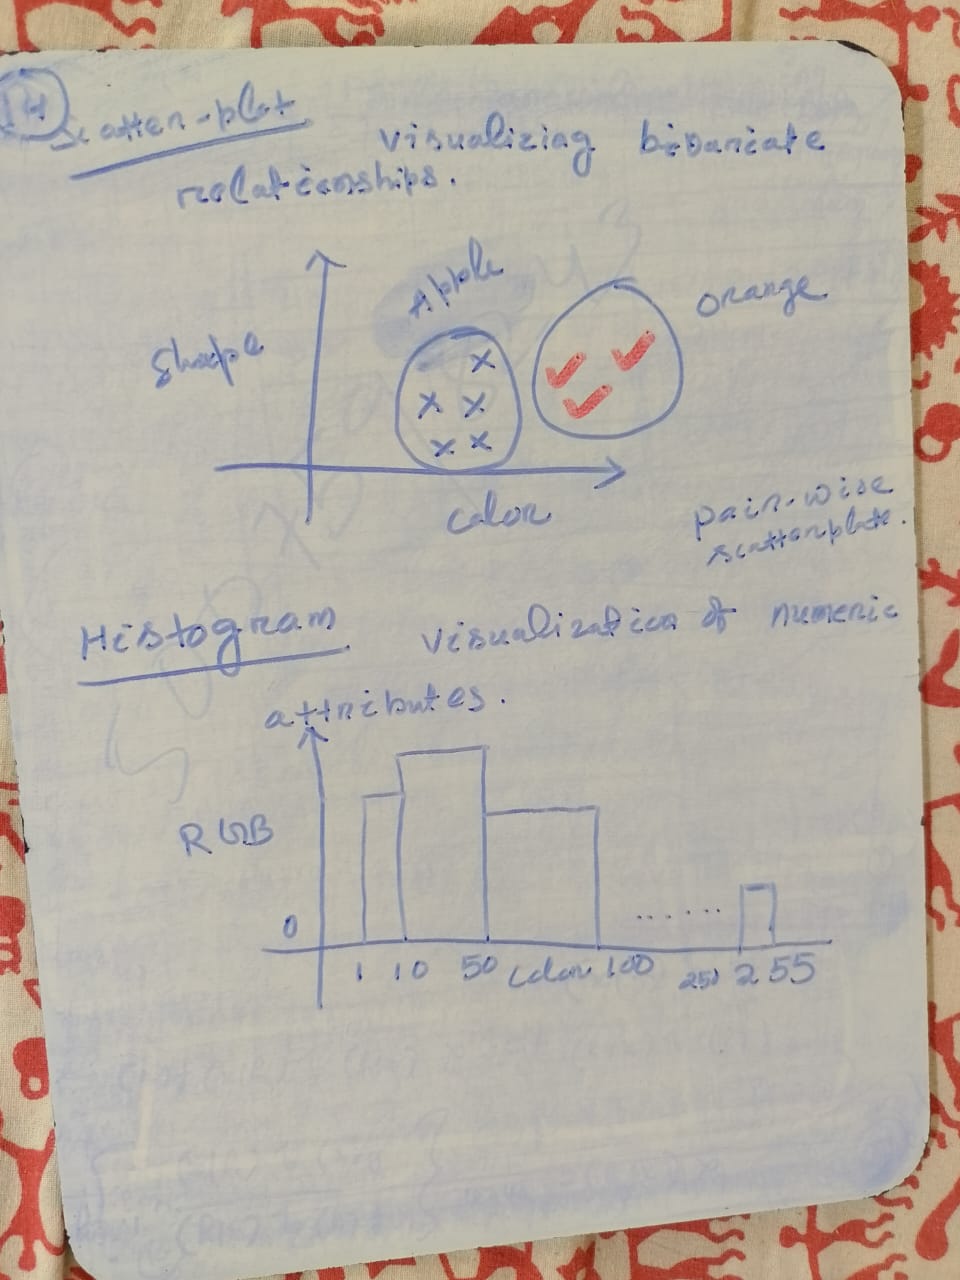 14
Scatter-plot
visualizing bivariate
relationships.
Apple
orange
Shape
color
pair-wise
scatterplots.
Histogram
visualization of numeric
attributes.
RGB
0
1 10 50 color 100 250 255